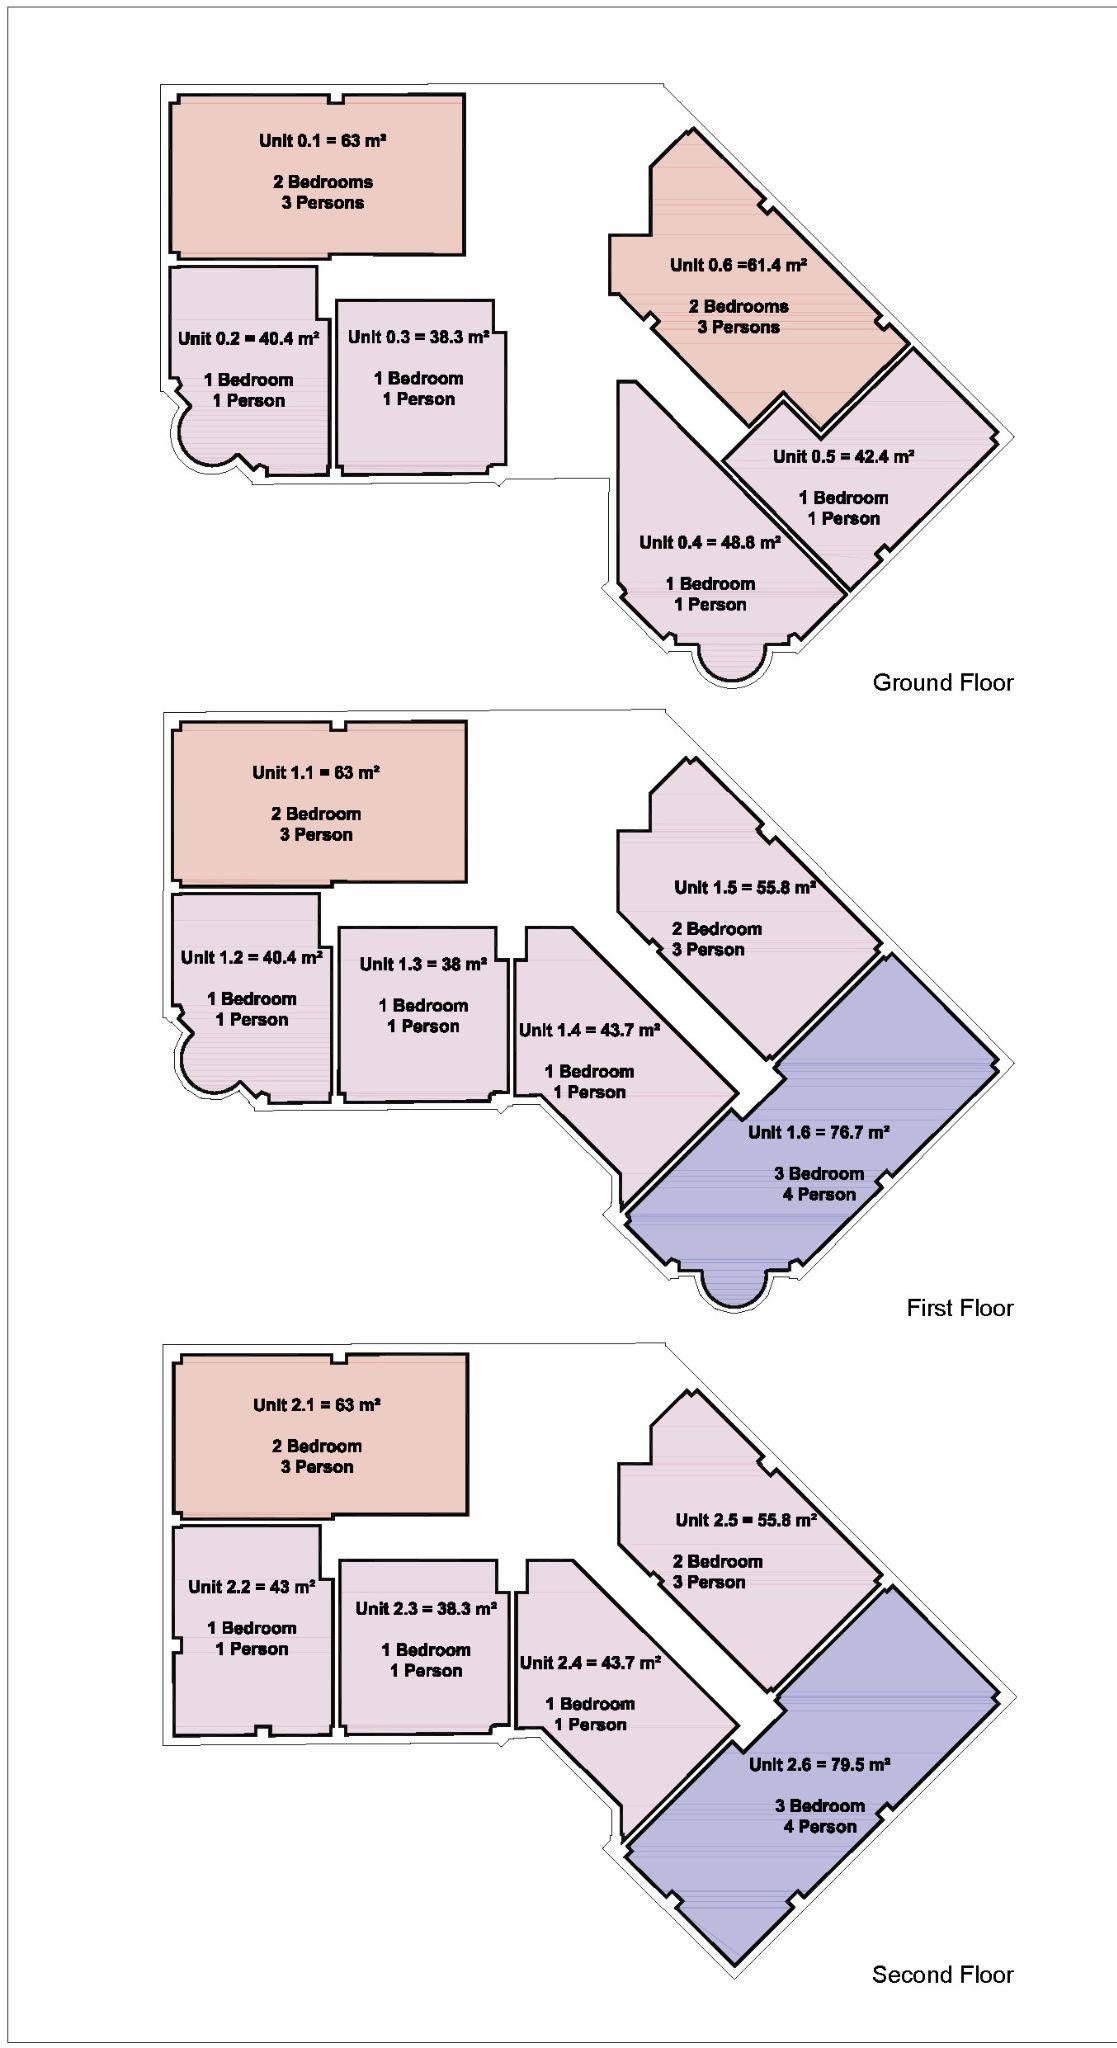 Unit 0.1 = 63 m²
2 Bedrooms
3 Persons
Unit 0.6 =61.4 m²
2 Bedrooms
3 Persons
Unit 0.2 = 40.4 m²
1 Bedroom
1 Person
Unit 0.3 = 38.3 m²
1 Bedroom
1 Person
Unit 0.5 = 42.4 m²
1 Bedroom
1 Person
Unit 0.4 = 48.8 m²
1 Bedroom
1 Person
Ground Floor
Unit 1.1 = 63 m²
2 Bedroom
3 Person
Unit 1.5 = 55.8 m²
2 Bedroom
3 Person
Unit 1.2 = 40.4 m²
1 Bedroom
1 Person
Unit 1.3 = 38 m²
1 Bedroom
1 Person
Unit 1.4 = 43.7 m²
1 Bedroom
1 Person
Unit 1.6 = 76.7 m²
3 Bedroom
4 Person
First Floor
Unit 2.1 = 63 m²
2 Bedroom
3 Person
Unit 2.5 = 55.8 m²
2 Bedroom
3 Person
Unit 2.2 = 43 m²
1 Bedroom
1 Person
Unit 2.3 = 38.3 m²
1 Bedroom
1 Person
Unit 2.4 = 43.7 m²
1 Bedroom
1 Person
Unit 2.6 = 79.5 m²
3 Bedroom
4 Person
Second Floor